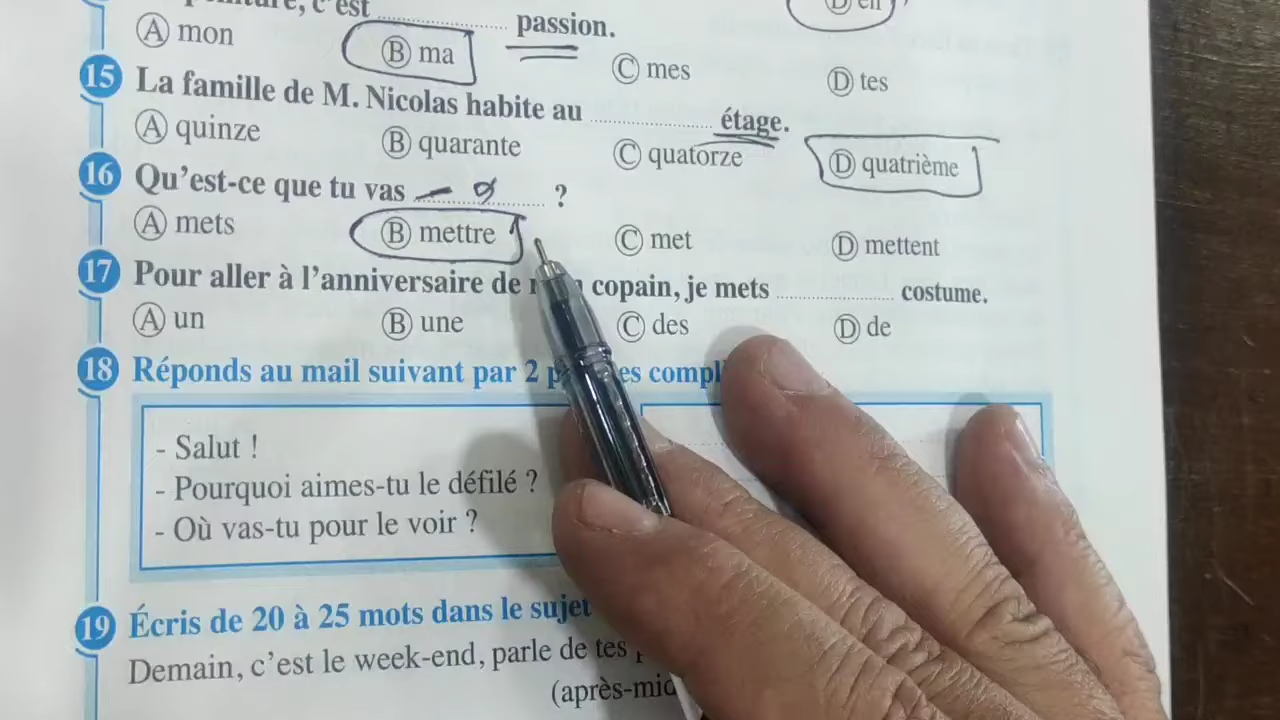 c'est ............ passion.
D en
A mon B ma C mes D tes
15 La famille de M. Nicolas habite au ............ étage.
A quinze B quarante C quatorze D quatrième
16 Qu'est-ce que tu vas ............ ?
A mets B mettre C met D mettent
17 Pour aller à l'anniversaire de copain, je mets ............ costume.
A un B une C des D de
18 Réponds au mail suivant par 2
- Salut !
- Pourquoi aimes-tu le défilé ?
- Où vas-tu pour le voir ?
19 Écris de 20 à 25 mots dans le sujet
Demain, c'est le week-end, parle de tes